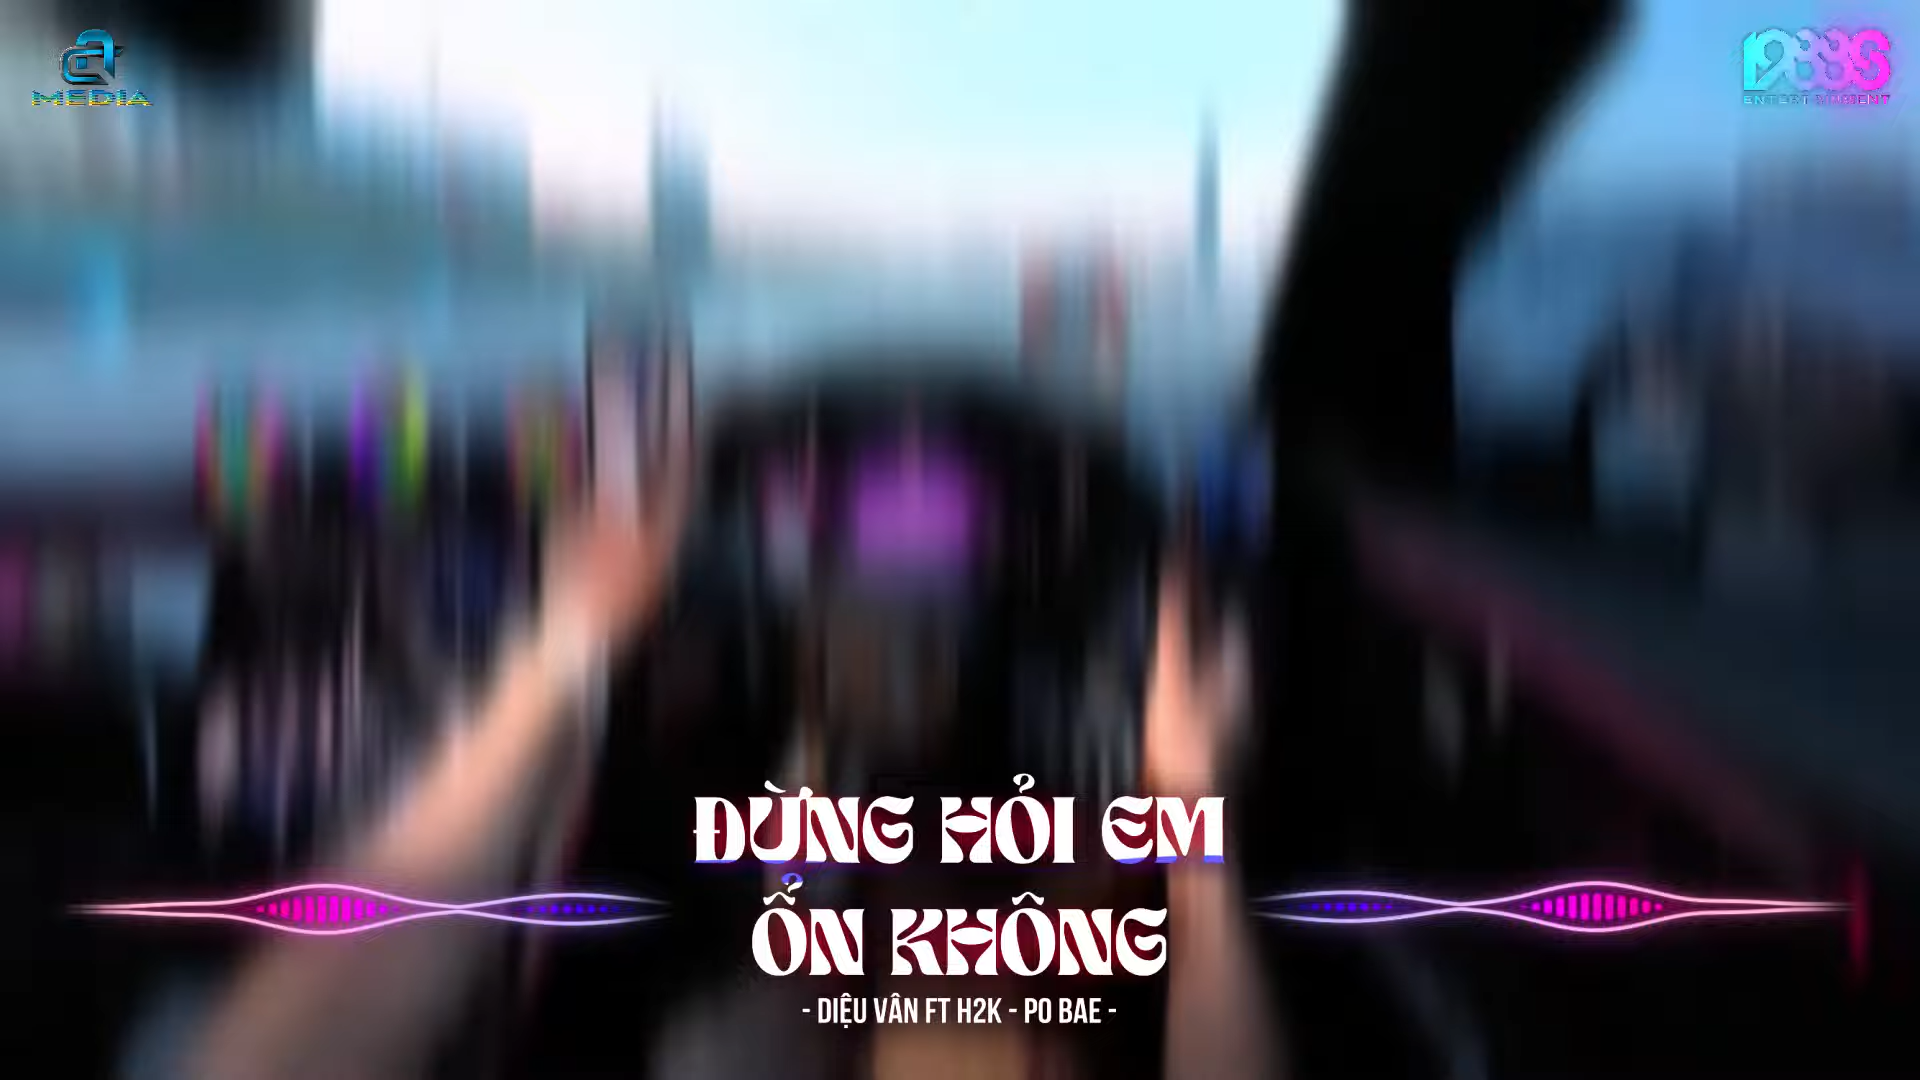 MEDIA
1988S
ENTERTAINMENT
ĐỪNG HỎI EM
ỔN KHÔNG
- DIỆU VÂN FT H2K - PO BAE -